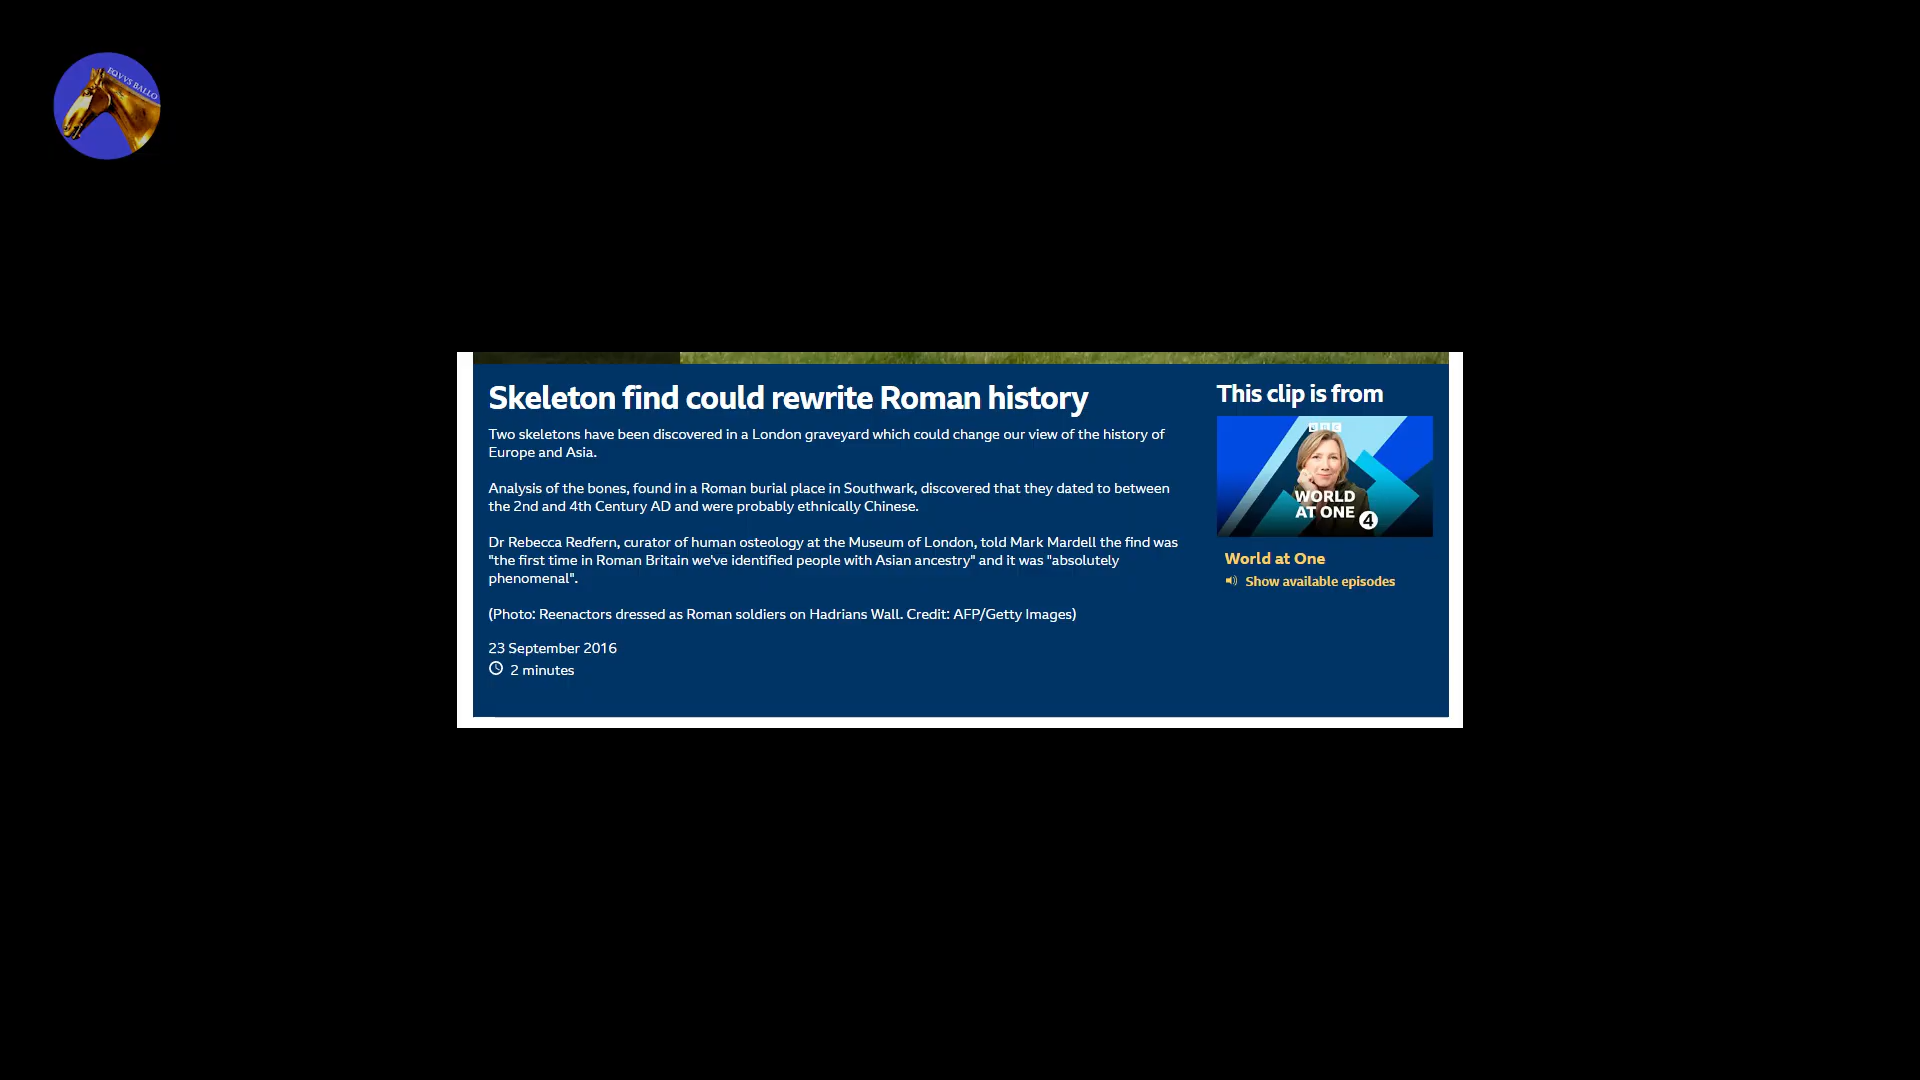 EQVVS BALLO
Skeleton find could rewrite Roman history
Two skeletons have been discovered in a London graveyard which could change our view of the history of
Europe and Asia.
Analysis of the bones, found in a Roman burial place in Southwark, discovered that they dated to between
the 2nd and 4th Century AD and were probably ethnically Chinese.
Dr Rebecca Redfern, curator of human osteology at the Museum of London, told Mark Mardell the find was
"the first time in Roman Britain we've identified people with Asian ancestry" and it was "absolutely
phenomenal".
(Photo: Reenactors dressed as Roman soldiers on Hadrians Wall. Credit: AFP/Getty Images)
23 September 2016
2 minutes
This clip is from
BBC
WORLD
AT ONE
4
World at One
Show available episodes